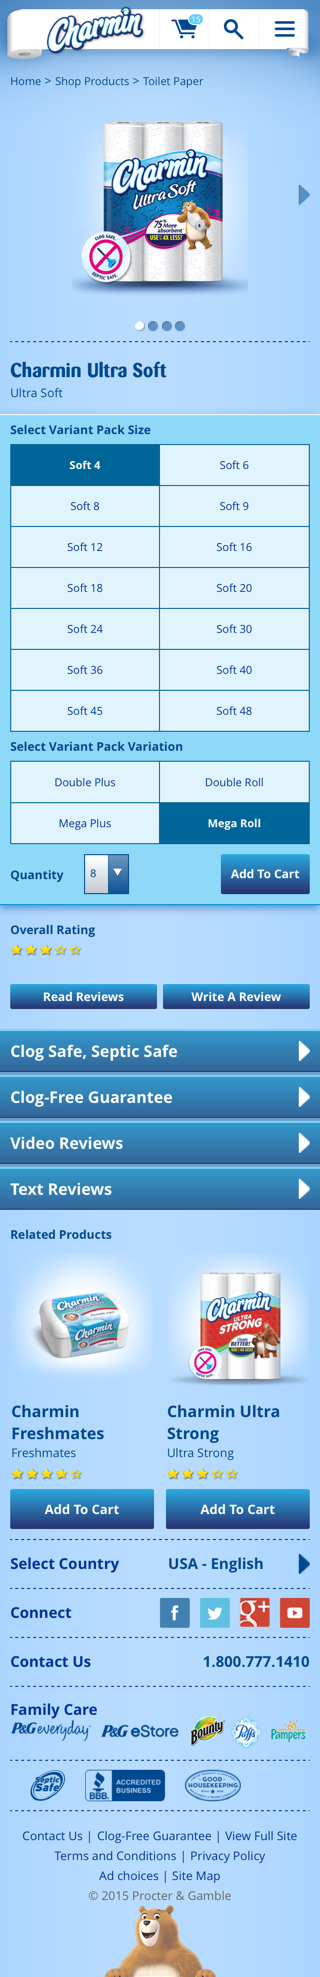 Charmin
15
Home > Shop Products > Toilet Paper
Charmin
Ultra Soft
75% More
absorbent
USE UP TO 4X LESS!
CLOG SAFE.
SEPTIC SAFE.
Charmin Ultra Soft
Ultra Soft
Select Variant Pack Size
Soft 4
Soft 6
Soft 8
Soft 9
Soft 12
Soft 16
Soft 18
Soft 20
Soft 24
Soft 30
Soft 36
Soft 40
Soft 45
Soft 48
Select Variant Pack Variation
Double Plus
Double Roll
Mega Plus
Mega Roll
Quantity
8
Add To Cart
Overall Rating
Read Reviews
Write A Review
Clog Safe, Septic Safe
Clog-Free Guarantee
Video Reviews
Text Reviews
Related Products
Charmin
Charmin
Charmin
ULTRA
STRONG
Charmin
Freshmates
Freshmates
Charmin Ultra
Strong
Ultra Strong
Add To Cart
Add To Cart
Select Country
USA - English
Connect
f
g+
Contact Us
1.800.777.1410
Family Care
P&G everyday
P&G eStore
Bounty
Puffs
Pampers
Septic
Safe
BBB.
ACCREDITED
BUSINESS
GOOD
HOUSEKEEPING
Contact Us | Clog-Free Guarantee | View Full Site
Terms and Conditions | Privacy Policy
Ad choices | Site Map
© 2015 Procter & Gamble